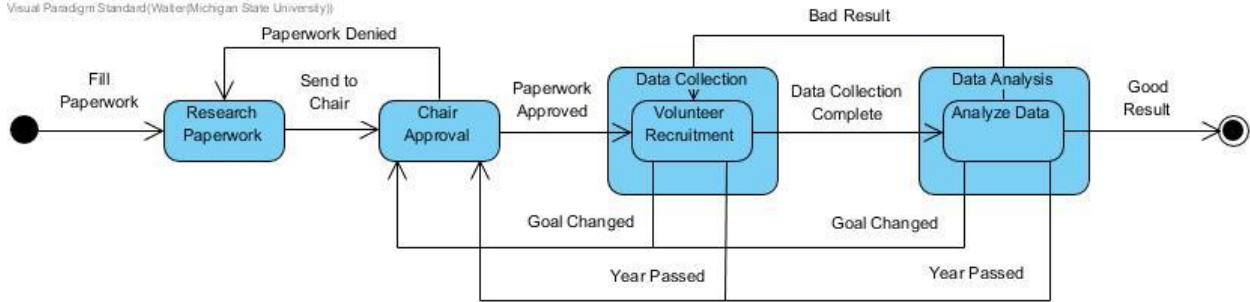 Visual Paradigm Standard(Walter(Michigan State University))
Bad Result
Paperwork Denied
Fill
Paperwork
Send to
Chair
Paperwork
Approved
Data Collection
Data Collection
Complete
Data Analysis
Good
Result
Research
Paperwork
Chair
Approval
Volunteer
Recruitment
Analyze Data
Goal Changed
Goal Changed
Year Passed
Year Passed